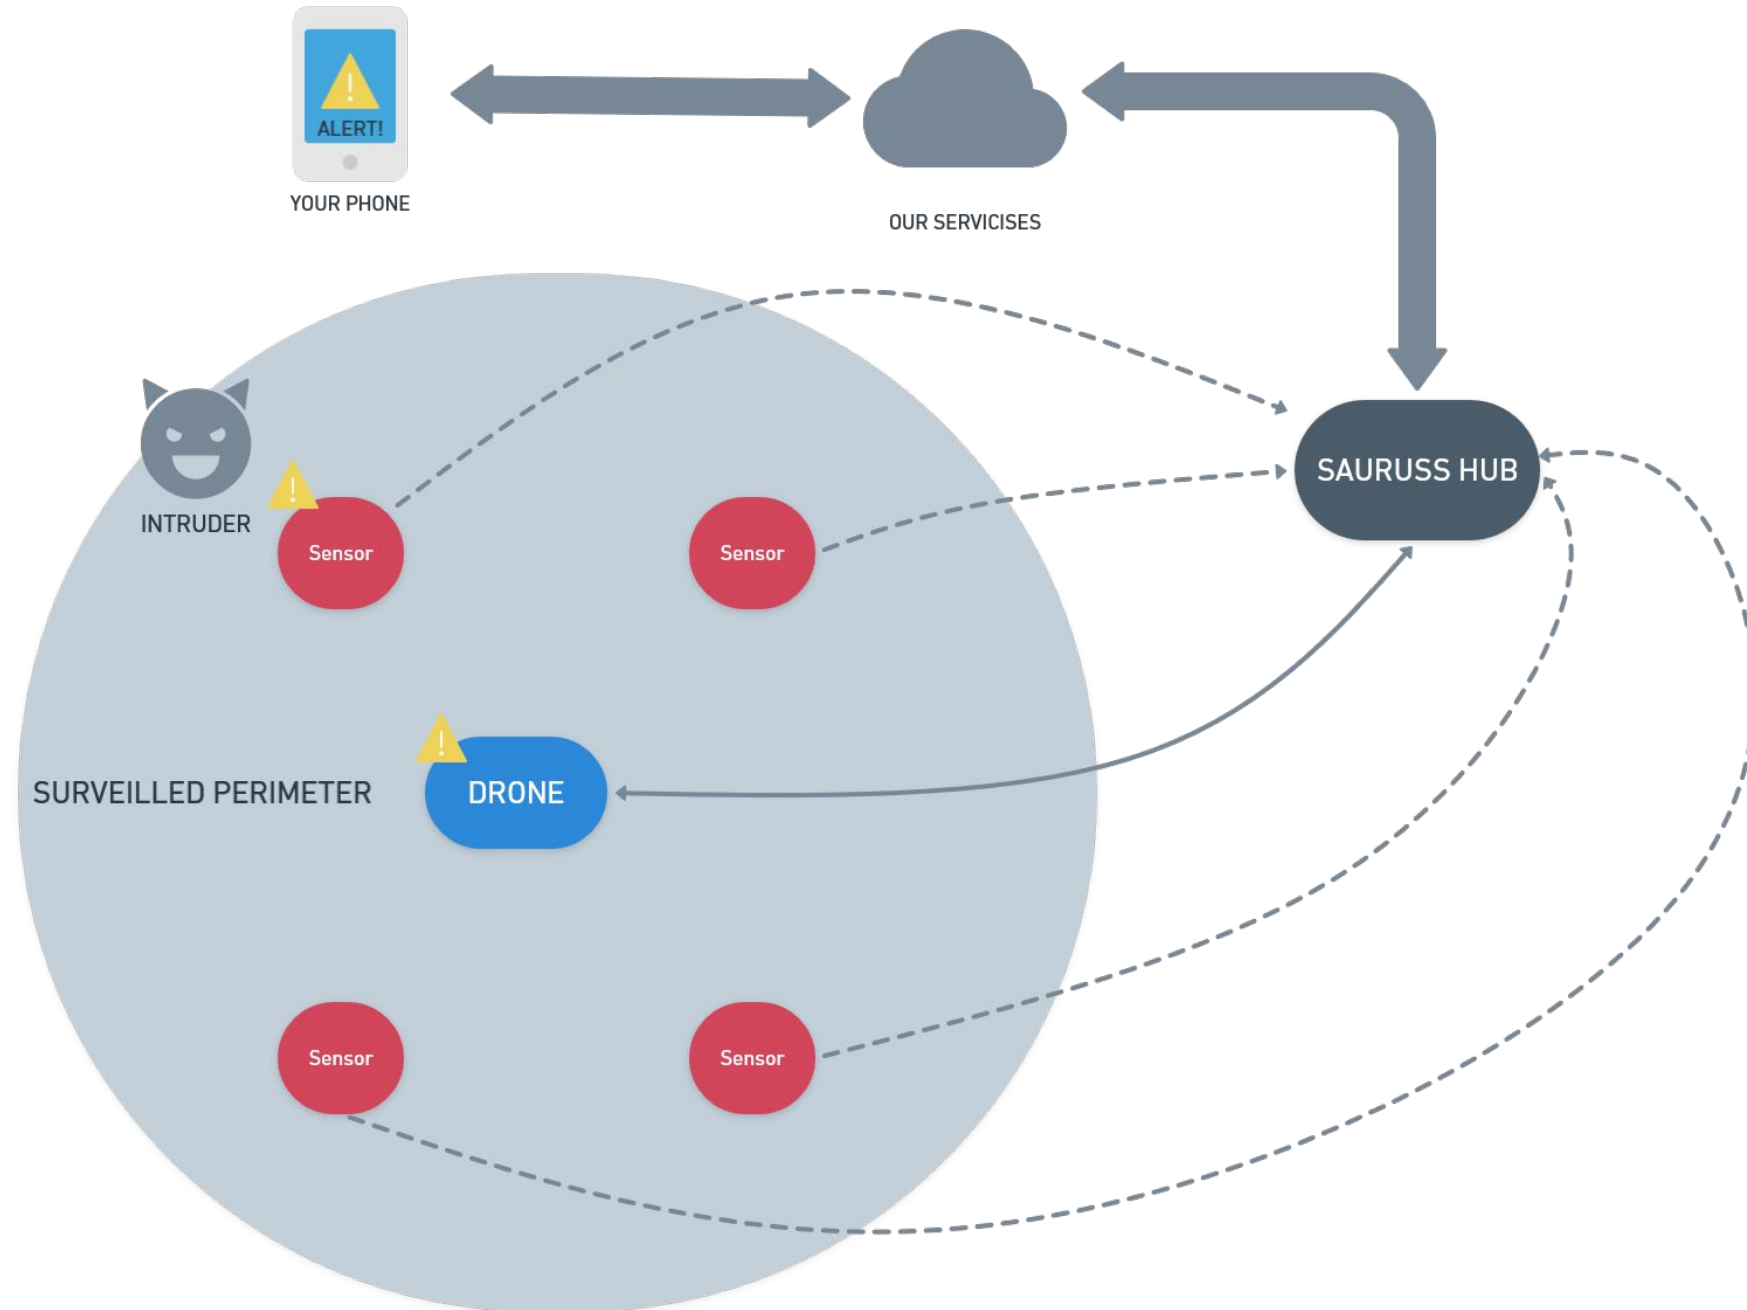 ALERT!
YOUR PHONE
OUR SERVICISES
INTRUDER
SAURUSS HUB
Sensor
Sensor
SURVEILLED PERIMETER
DRONE
Sensor
Sensor